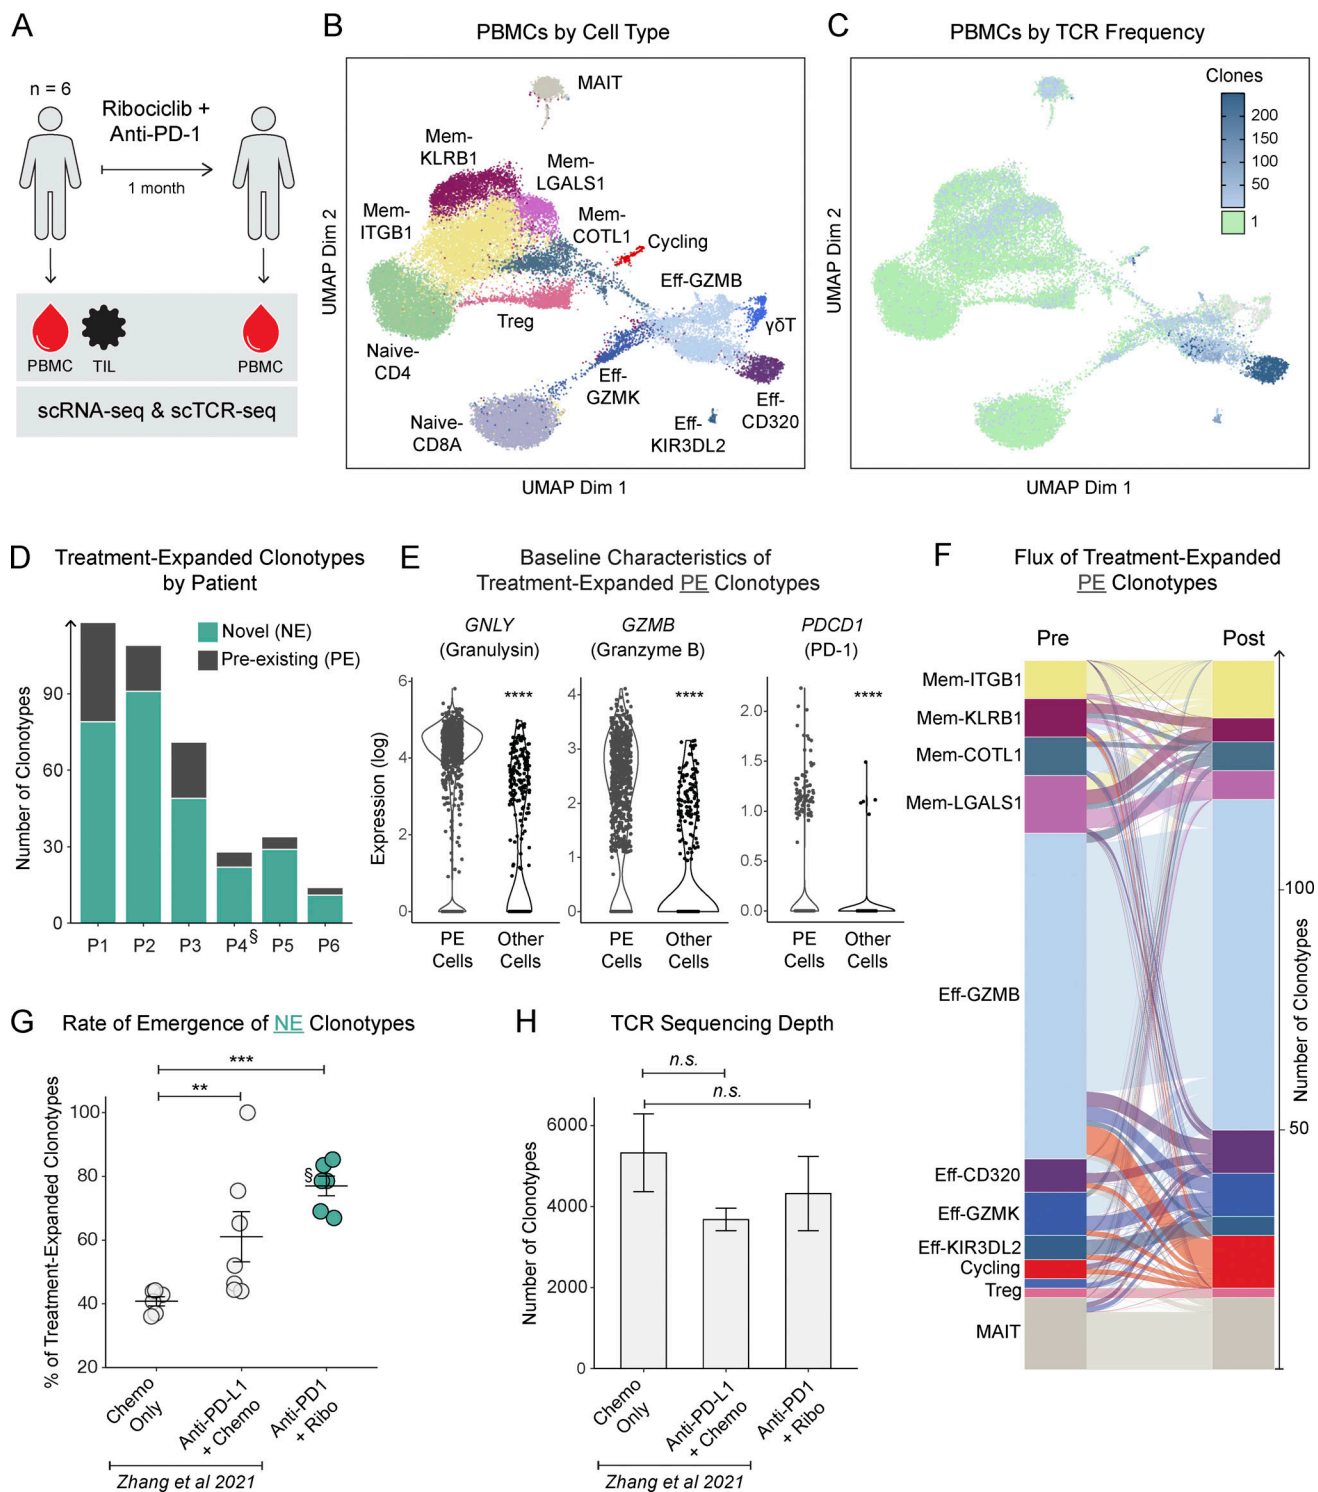 A
n = 6
Ribociclib +
Anti-PD-1
1 month
PBMC
TIL
PBMC
scRNA-seq & scTCR-seq
B
PBMCs by Cell Type
MAIT
Mem-
KLRB1
Mem-
LGALS1
Mem-
ITGB1
Mem-
COTL1
Cycling
Eff-GZMB
Treg
γδT
Naive-
CD4
Eff-
GZMK
Naive-
CD8A
Eff-
KIR3DL2
Eff-
CD320
UMAP Dim 2
UMAP Dim 1
C
PBMCs by TCR Frequency
Clones
200
150
100
50
1
UMAP Dim 2
UMAP Dim 1
D
Treatment-Expanded Clonotypes
by Patient
Novel (NE)
Pre-existing (PE)
Number of Clonotypes
90
60
30
0
P1
P2
P3
P4§
P5
P6
E
Baseline Characteristics of
Treatment-Expanded PE Clonotypes
GNLY
(Granulysin)
GZMB
(Granzyme B)
PDCD1
(PD-1)
Expression (log)
6
4
2
0
****
4
3
2
1
0
****
2.0
1.5
1.0
0.5
0.0
****
PE
Cells
Other
Cells
PE
Cells
Other
Cells
PE
Cells
Other
Cells
F
Flux of Treatment-Expanded
PE Clonotypes
Pre
Post
Mem-ITGB1
Mem-KLRB1
Mem-COTL1
Mem-LGALS1
Eff-GZMB
Eff-CD320
Eff-GZMK
Eff-KIR3DL2
Cycling
Treg
MAIT
100
50
Number of Clonotypes
G
Rate of Emergence of NE Clonotypes
% of Treatment-Expanded Clonotypes
100
80
60
40
20
***
**
§
Chemo
Only
Anti-PD-L1
+ Chemo
Anti-PD1
+ Ribo
Zhang et al 2021
H
TCR Sequencing Depth
n.s.
n.s.
Number of Clonotypes
6000
4000
2000
0
Chemo
Only
Anti-PD-L1
+ Chemo
Anti-PD1
+ Ribo
Zhang et al 2021